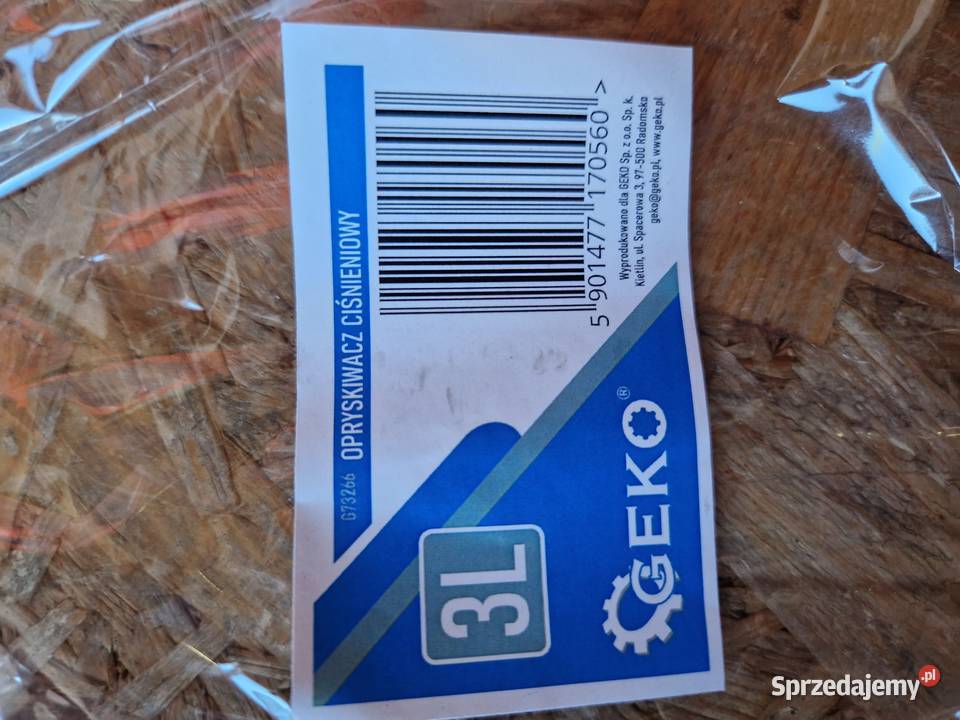 G73266 OPRYSKIWACZ CIŚNIENIOWY
5 901477 170560 >
Wyprodukowano dla GEKO Sp. z o.o. Sp. k.
Kietlin, ul. Spacerowa 3, 97-500 Radomsko
geko@geko.pl, www.geko.pl
3L
GEKO®
Sprzedajemy.pl